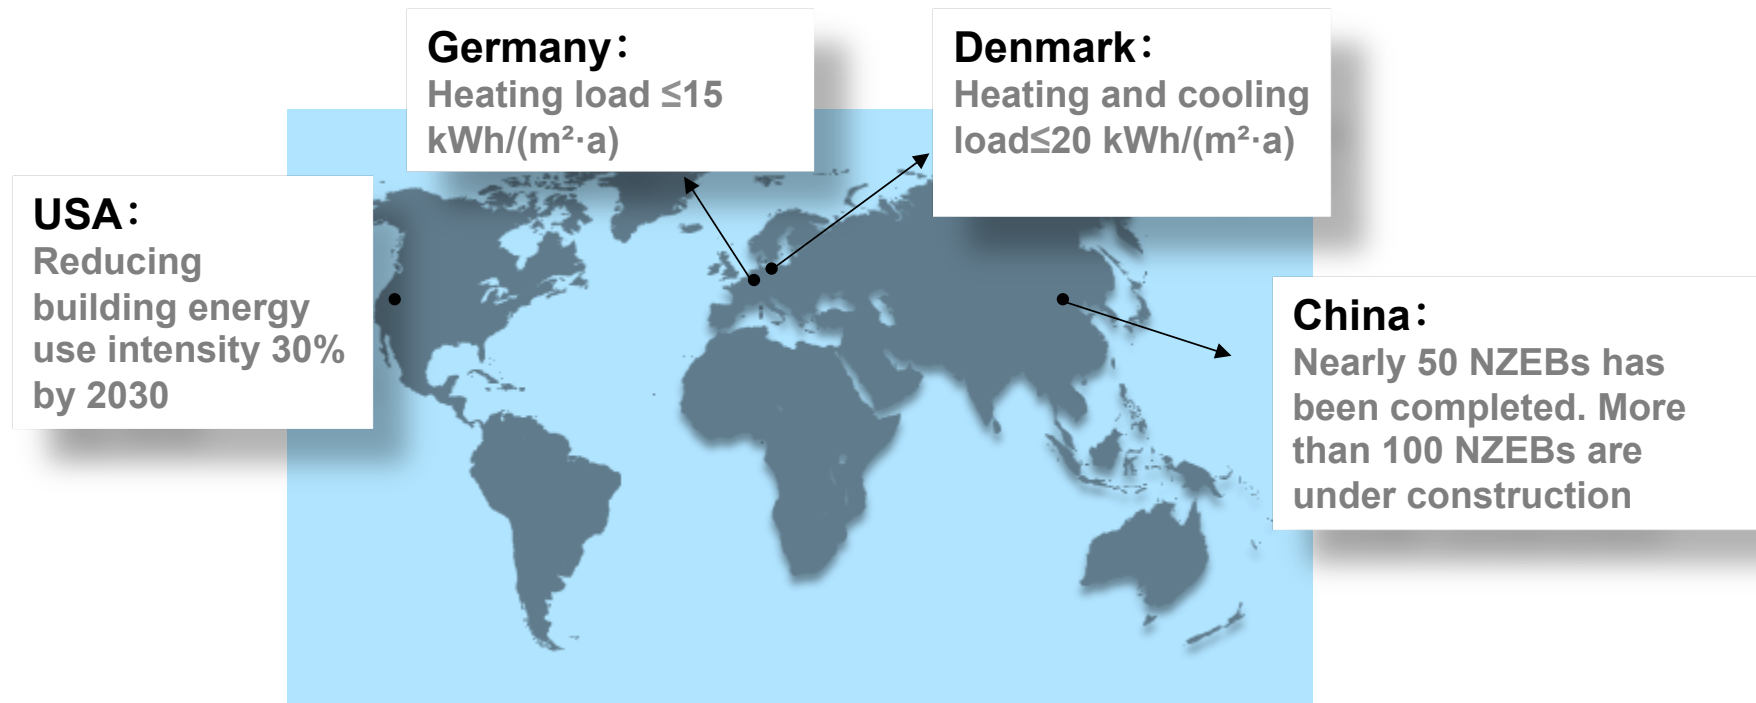 Germany：
Heating load ≤15
kWh/(m²·a)
Denmark：
Heating and cooling
load≤20 kWh/(m²·a)
USA：
Reducing
building energy
use intensity 30%
by 2030
China：
Nearly 50 NZEBs has
been completed. More
than 100 NZEBs are
under construction